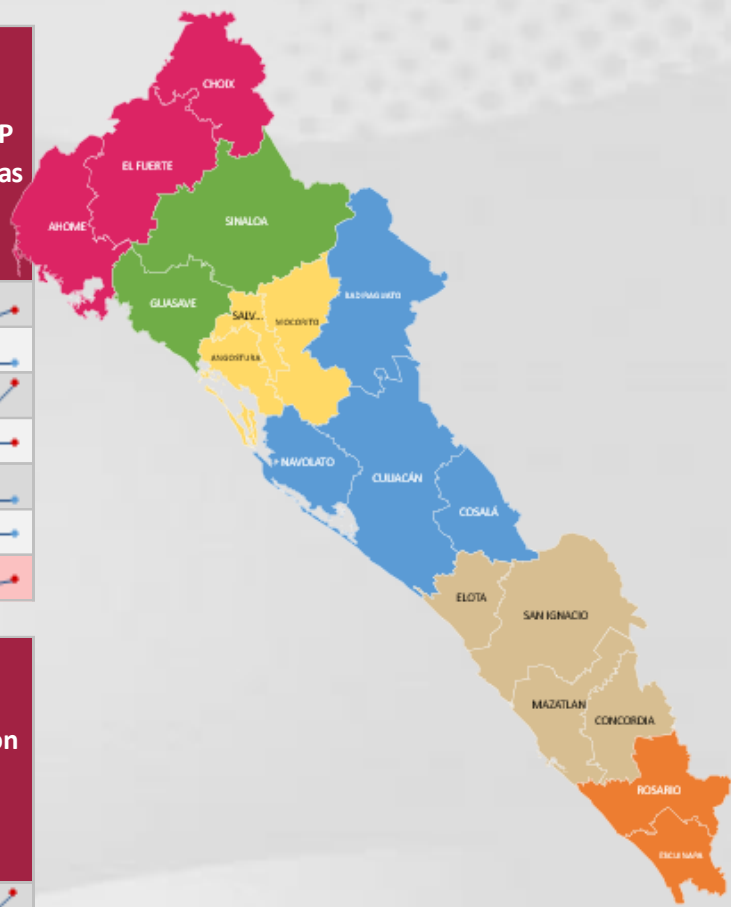 P
as
on
CHOIX
EL FUERTE
AHOME
SINALOA
GUASAVE
BADIRAGUATO
SALV...
MOCORITO
ANGOSTURA
NAVOLATO
CULIACÁN
COSALÁ
ELOTA
SAN IGNACIO
MAZATLAN
CONCORDIA
ROSARIO
ESCUINAPA